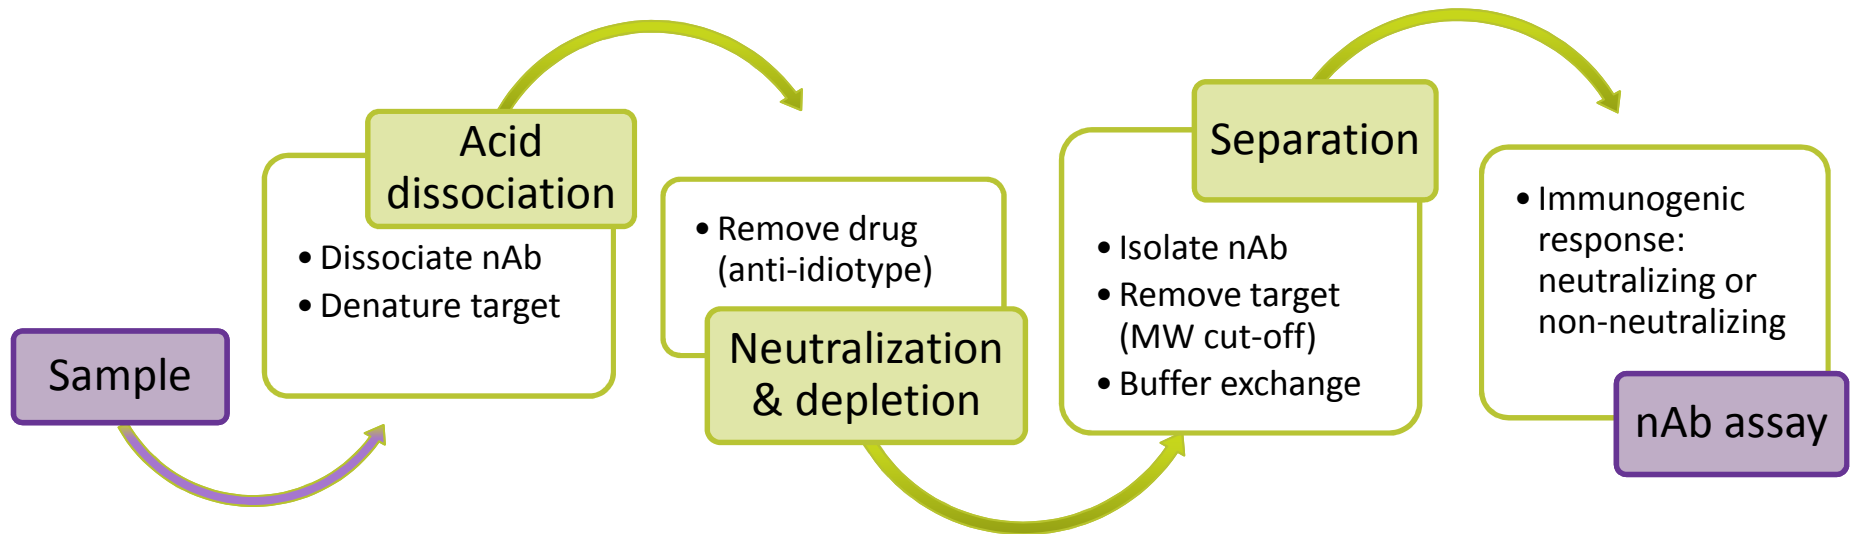 Sample
Acid
dissociation
• Dissociate nAb
• Denature target
• Remove drug
(anti-idiotype)
Neutralization
& depletion
Separation
• Isolate nAb
• Remove target
(MW cut-off)
• Buffer exchange
• Immunogenic
response:
neutralizing or
non-neutralizing
nAb assay